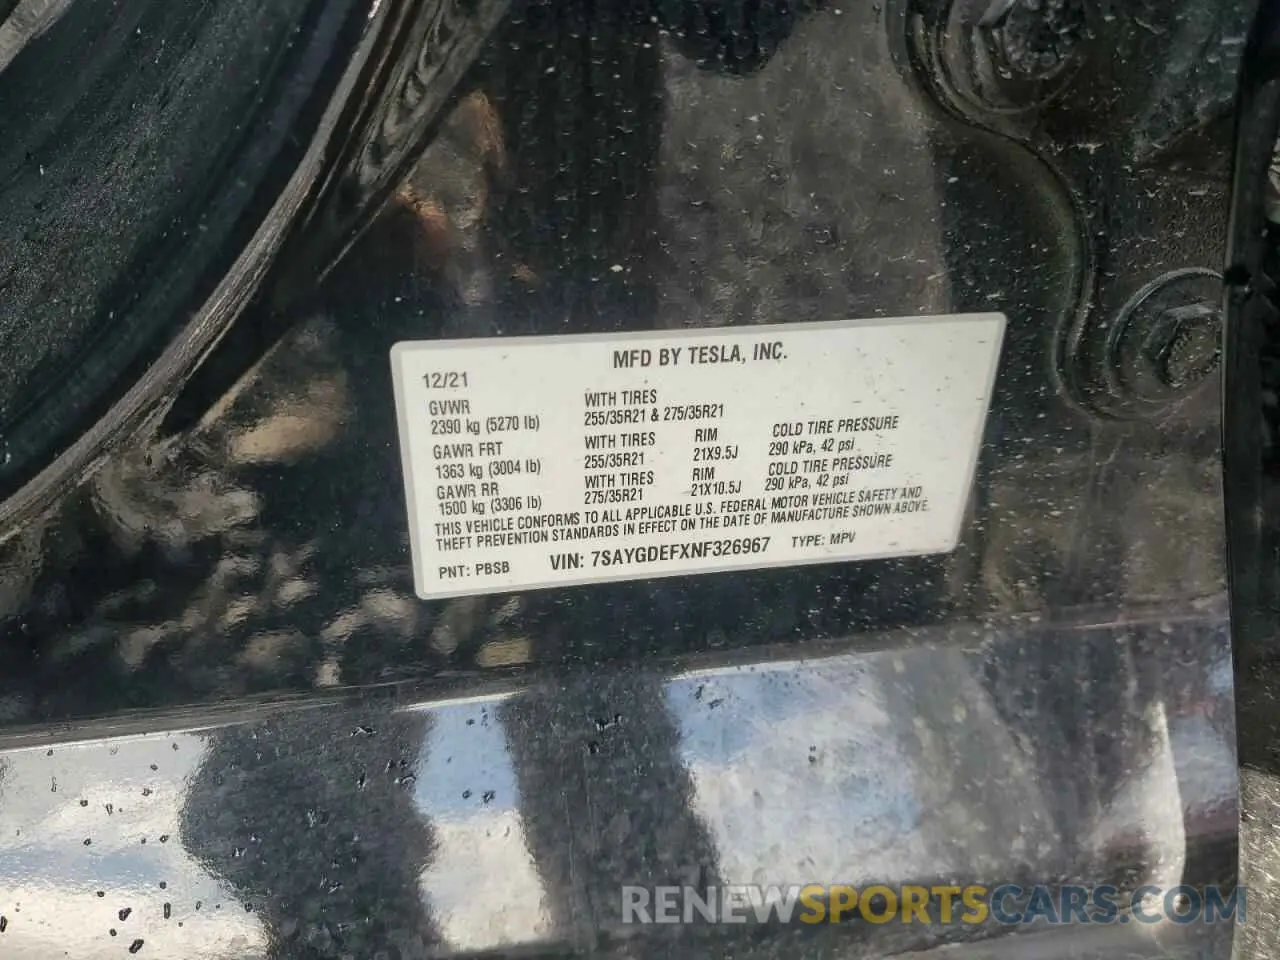 MFD BY TESLA, INC.
12/21
GVWR WITH TIRES
2390 kg (5270 lb) 255/35R21 & 275/35R21
GAWR FRT WITH TIRES RIM COLD TIRE PRESSURE
1363 kg (3004 lb) 255/35R21 21X9.5J 290 kPa, 42 psi
GAWR RR WITH TIRES RIM COLD TIRE PRESSURE
1500 kg (3306 lb) 275/35R21 21X10.5J 290 kPa, 42 psi
THIS VEHICLE CONFORMS TO ALL APPLICABLE U.S. FEDERAL MOTOR VEHICLE SAFETY AND
THEFT PREVENTION STANDARDS IN EFFECT ON THE DATE OF MANUFACTURE SHOWN ABOVE.
PNT: PBSB VIN: 7SAYGDEFXNF326967 TYPE: MPV
RENEWSPORTSCARS.COM